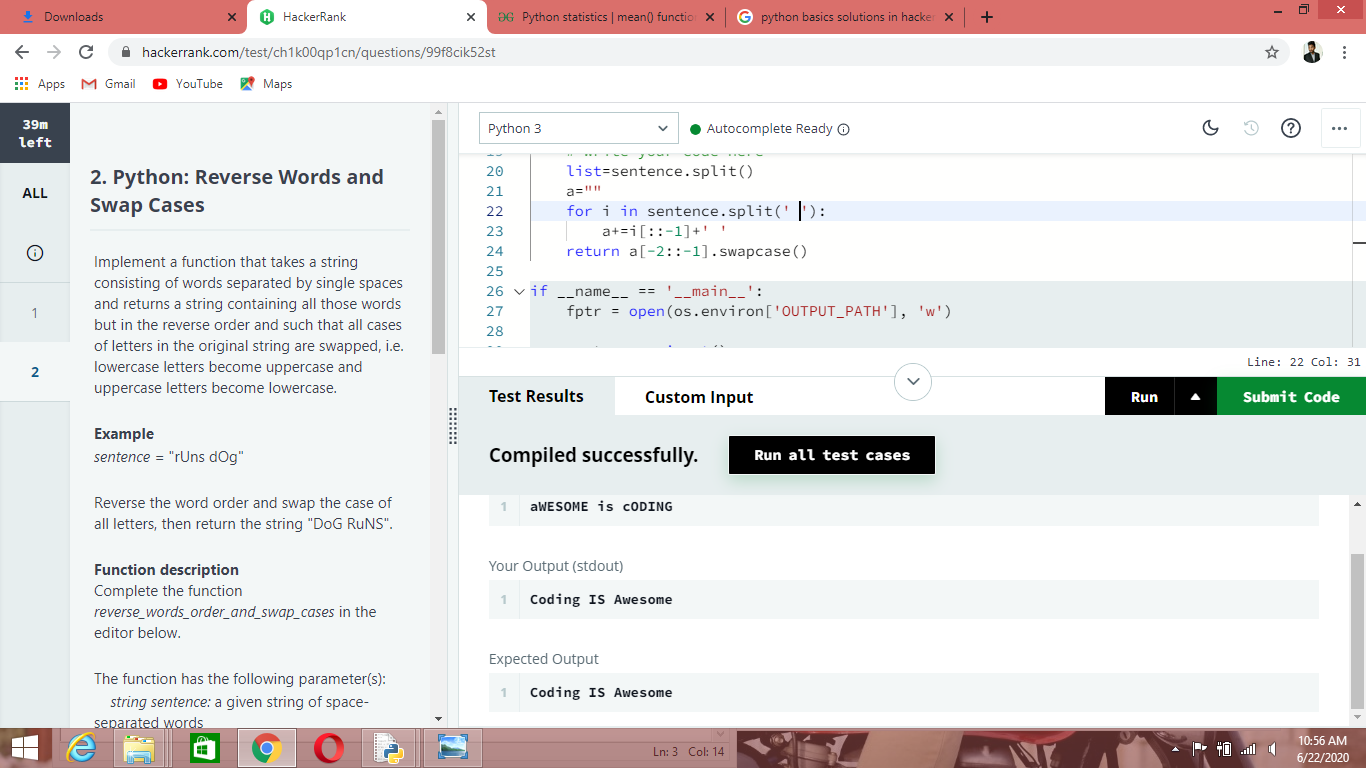 Downloads
HackerRank
Python statistics | mean() functio
python basics solutions in hacker
hackerrank.com/test/ch1k00qp1cn/questions/99f8cik52st
Apps
Gmail
YouTube
Maps
39m
left
ALL
1
2
2. Python: Reverse Words and
Swap Cases
Implement a function that takes a string
consisting of words separated by single spaces
and returns a string containing all those words
but in the reverse order and such that all cases
of letters in the original string are swapped, i.e.
lowercase letters become uppercase and
uppercase letters become lowercase.
Example
sentence = "rUns dOg"
Reverse the word order and swap the case of
all letters, then return the string "DoG RuNS".
Function description
Complete the function
reverse_words_order_and_swap_cases in the
editor below.
The function has the following parameter(s):
string sentence: a given string of space-
separated words
Python 3
Autocomplete Ready
20 list=sentence.split()
21 a=""
22 for i in sentence.split(' '):
23 a+=i[::-1]+' '
24 return a[-2::-1].swapcase()
25
26 if __name__ == '__main__':
27 fptr = open(os.environ['OUTPUT_PATH'], 'w')
28
Line: 22 Col: 31
Test Results
Custom Input
Run
Submit Code
Compiled successfully.
Run all test cases
1 aWESOME is cODING
Your Output (stdout)
1 Coding IS Awesome
Expected Output
1 Coding IS Awesome
Ln: 3 Col: 14
10:56 AM
6/22/2020